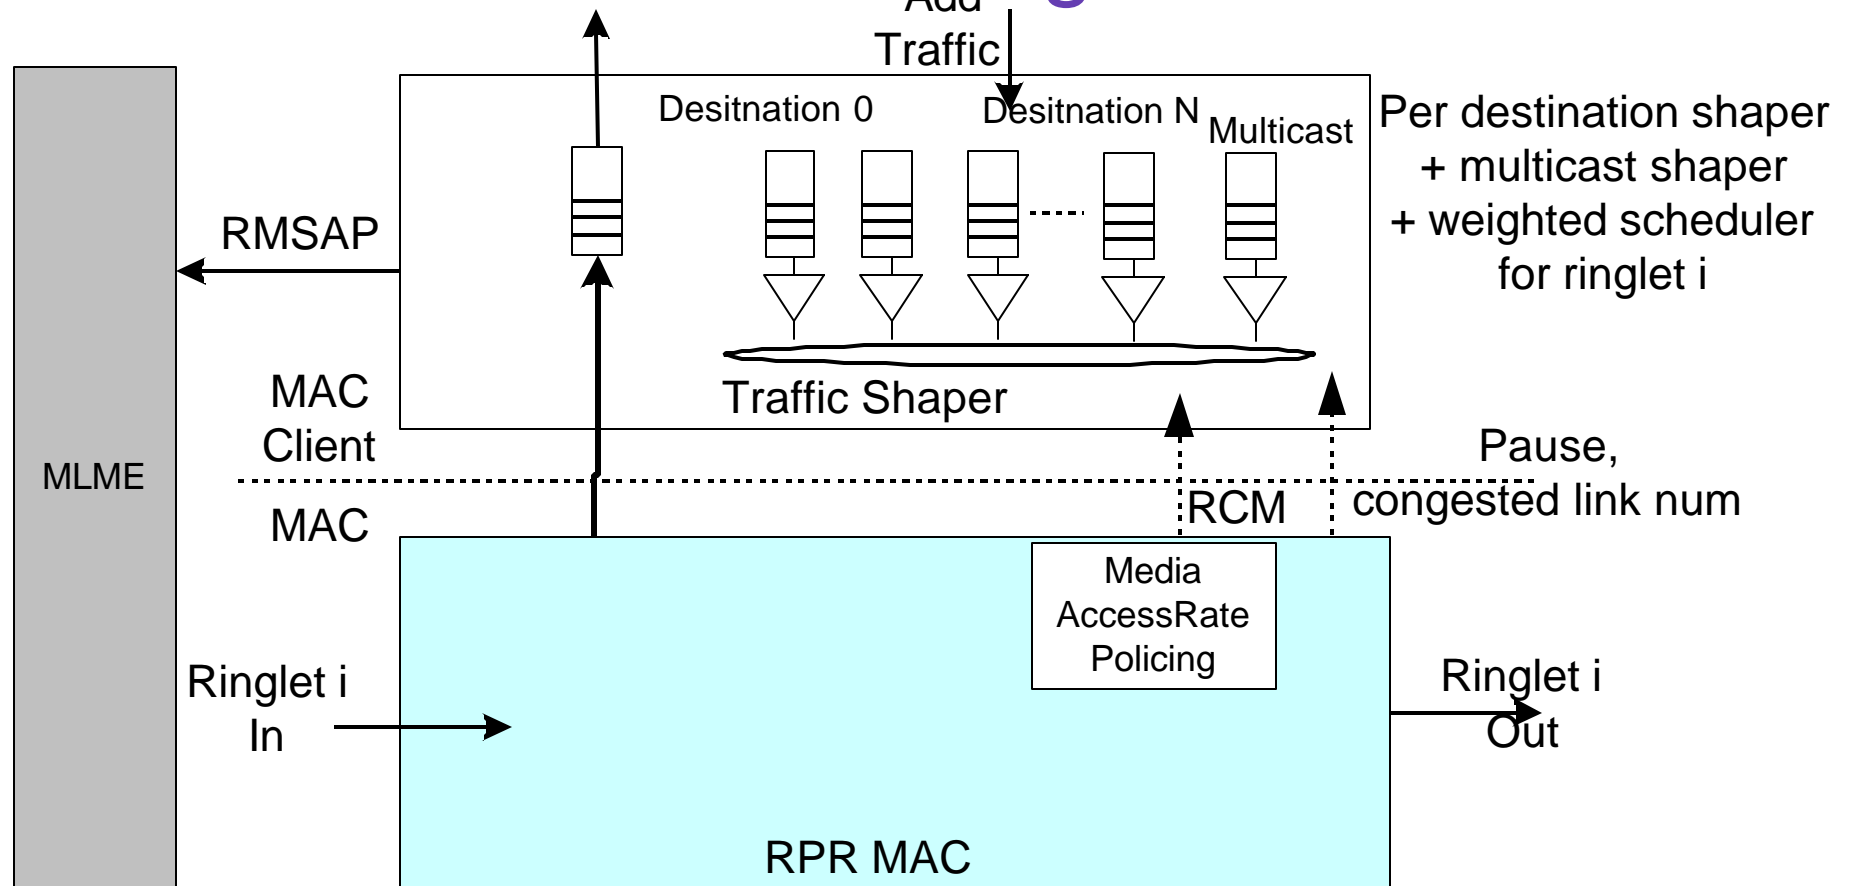 Add
Traffic
Desitnation 0
Desitnation N
Multicast
Per destination shaper
+ multicast shaper
+ weighted scheduler
for ringlet i
RMSAP
Traffic Shaper
MAC
Client
MLME
MAC
RCM
Pause,
congested link num
Media
AccessRate
Policing
Ringlet i
In
Ringlet i
Out
RPR MAC